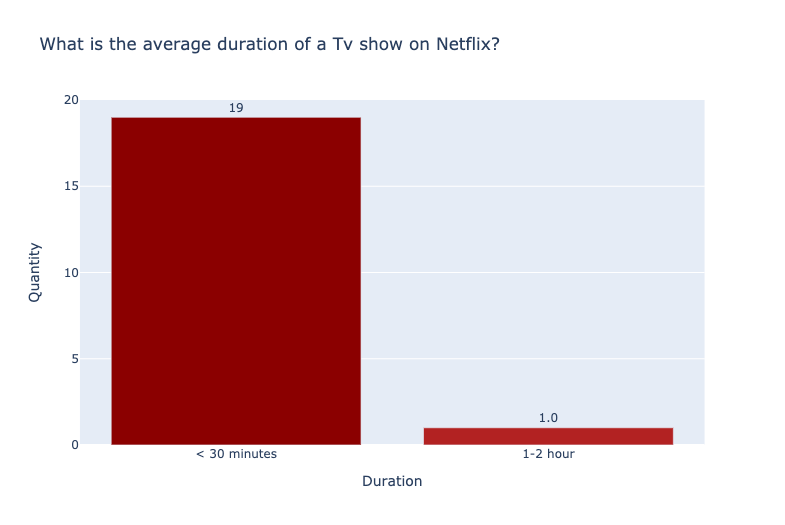 What is the average duration of a Tv show on Netflix?
20
19
15
Quantity
10
5
1.0
0
< 30 minutes
1-2 hour
Duration